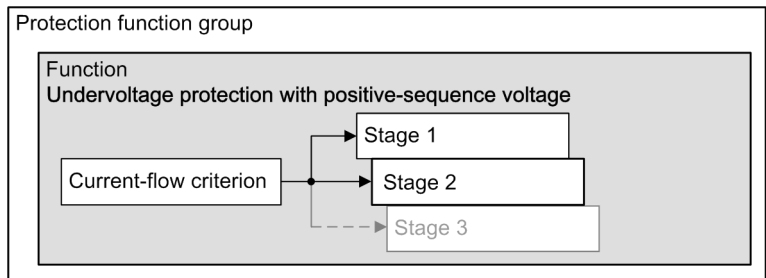 Protection function group
Function
Undervoltage protection with positive-sequence voltage
Stage 1
Current-flow criterion
Stage 2
Stage 3